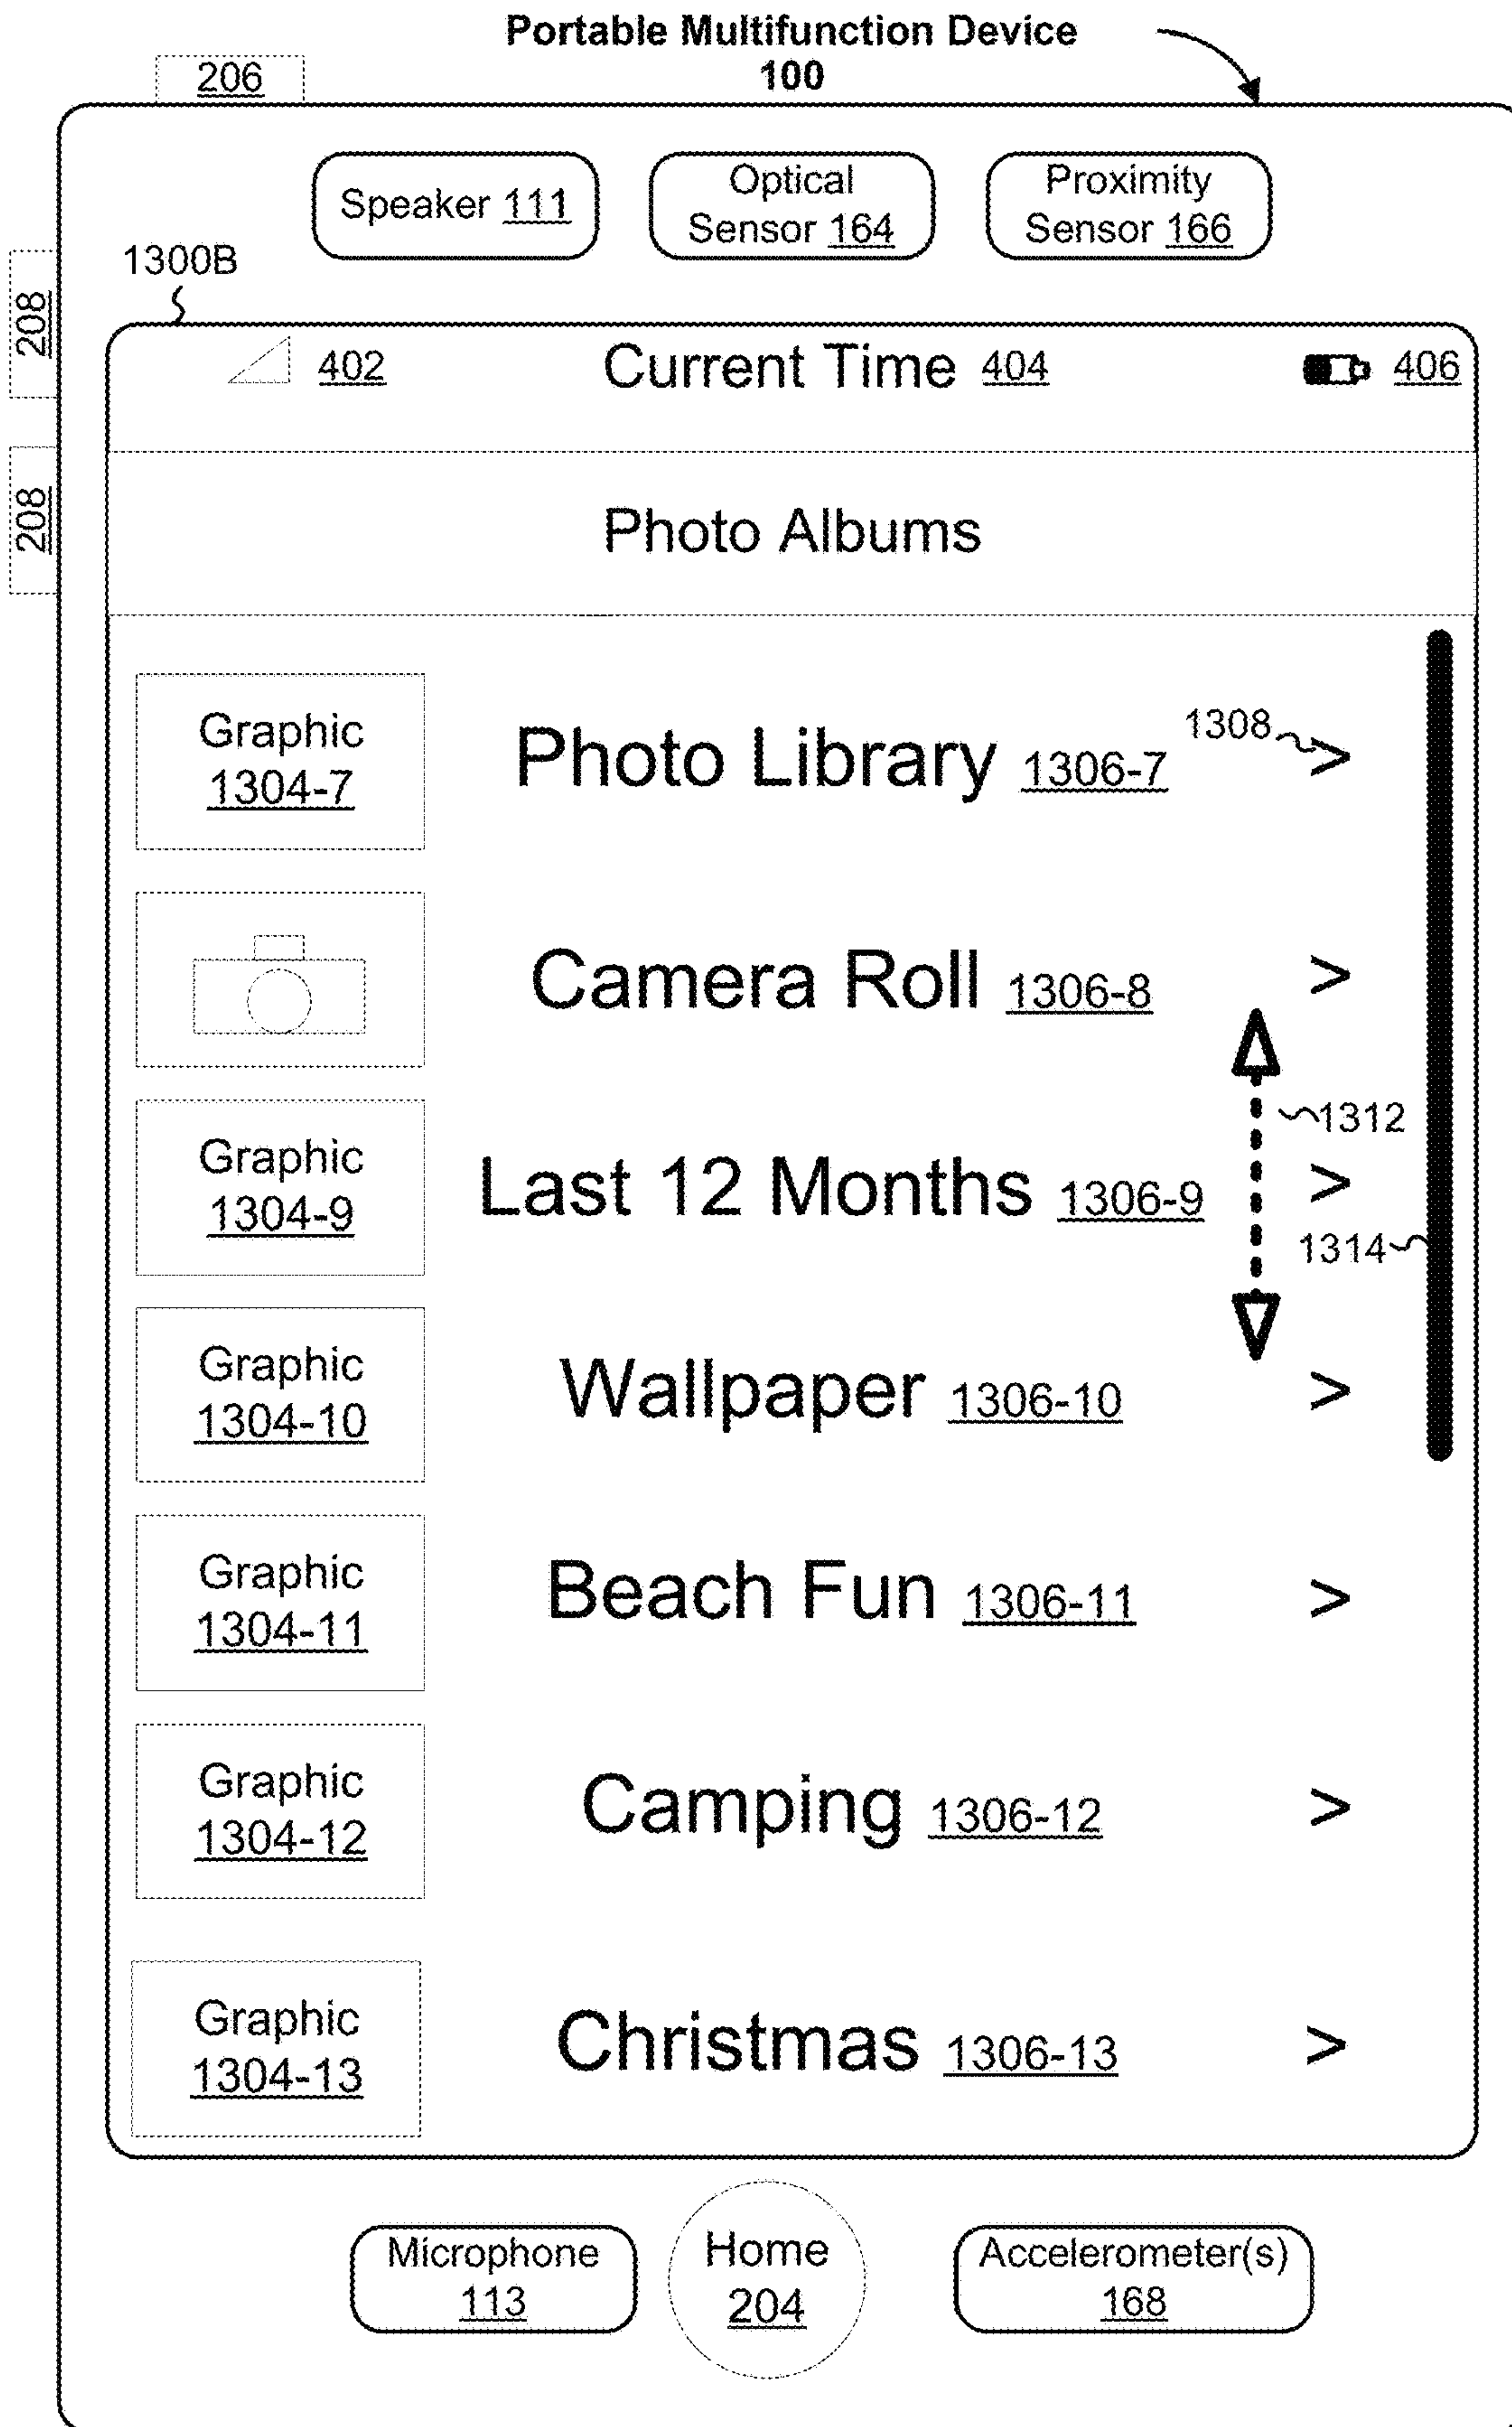 Portable Multifunction Device
100
206
Speaker 111
Optical
Sensor 164
Proximity
Sensor 166
1300B
208
208
402
Current Time 404
406
Photo Albums
Graphic
1304-7
Photo Library 1306-7
1308
>
Camera Roll 1306-8
>
1312
Graphic
1304-9
Last 12 Months 1306-9
>
1314
Graphic
1304-10
Wallpaper 1306-10
>
Graphic
1304-11
Beach Fun 1306-11
>
Graphic
1304-12
Camping 1306-12
>
Graphic
1304-13
Christmas 1306-13
>
Microphone
113
Home
204
Accelerometer(s)
168